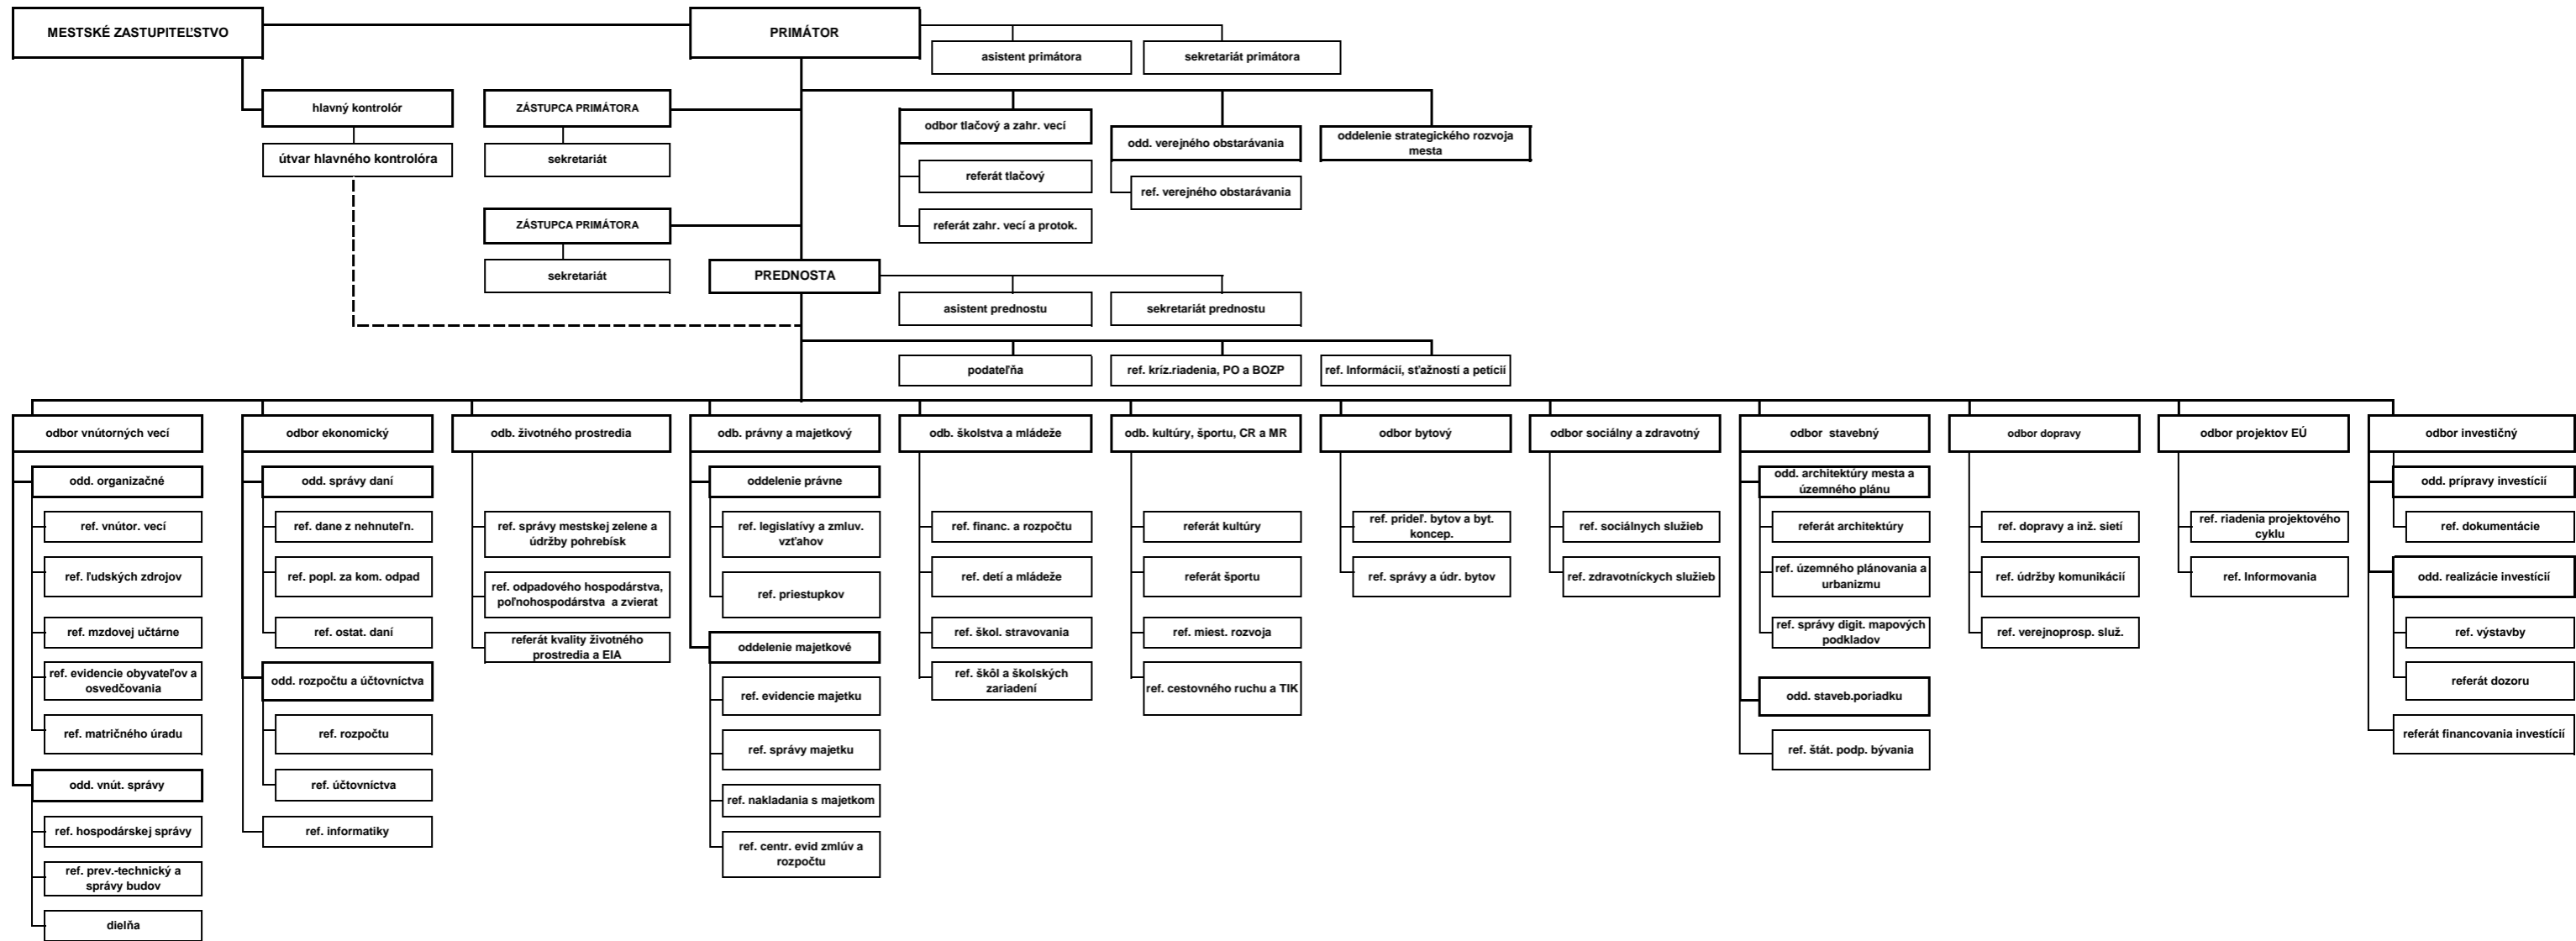 MESTSKÉ ZASTUPITEĽSTVO
PRIMÁTOR
asistent primátora
sekretariát primátora
hlavný kontrolór
útvar hlavného kontrolóra
ZÁSTUPCA PRIMÁTORA
sekretariát
odbor tlačový a zahr. vecí
referát tlačový
referát zahr. vecí a protok.
odd. verejného obstarávania
ref. verejného obstarávania
oddelenie strategického rozvoja
mesta
ZÁSTUPCA PRIMÁTORA
sekretariát
PREDNOSTA
asistent prednostu
sekretariát prednostu
podateľňa
ref. kríz.riadenia, PO a BOZP
ref. Informácií, sťažností a petícií
odbor vnútorných vecí
odd. organizačné
ref. vnútor. vecí
ref. ľudských zdrojov
ref. mzdovej učtárne
ref. evidencie obyvateľov a
osvedčovania
ref. matričného úradu
odd. vnút. správy
ref. hospodárskej správy
ref. prev.-technický a
správy budov
dielňa
odbor ekonomický
odd. správy daní
ref. dane z nehnuteľn.
ref. popl. za kom. odpad
ref. ostat. daní
odd. rozpočtu a účtovníctva
ref. rozpočtu
ref. účtovníctva
ref. informatiky
odb. životného prostredia
ref. správy mestskej zelene a
údržby pohrebísk
ref. odpadového hospodárstva,
poľnohospodárstva a zvierat
referát kvality životného
prostredia a EIA
odb. právny a majetkový
oddelenie právne
ref. legislatívy a zmluv.
vzťahov
ref. priestupkov
oddelenie majetkové
ref. evidencie majetku
ref. správy majetku
ref. nakladania s majetkom
ref. centr. evid zmlúv a
rozpočtu
odb. školstva a mládeže
ref. financ. a rozpočtu
ref. detí a mládeže
ref. škol. stravovania
ref. škôl a školských
zariadení
odb. kultúry, športu, CR a MR
referát kultúry
referát športu
ref. miest. rozvoja
ref. cestovného ruchu a TIK
odbor bytový
ref. prideľ. bytov a byt.
koncep.
ref. správy a údr. bytov
odbor sociálny a zdravotný
ref. sociálnych služieb
ref. zdravotníckych služieb
odbor stavebný
odd. architektúry mesta a
územného plánu
referát architektúry
ref. územného plánovania a
urbanizmu
ref. správy digit. mapových
podkladov
odd. staveb.poriadku
ref. štát. podp. bývania
odbor dopravy
ref. dopravy a inž. sietí
ref. údržby komunikácií
ref. verejnoprosp. služ.
odbor projektov EÚ
ref. riadenia projektového
cyklu
ref. Informovania
odbor investičný
odd. prípravy investícií
ref. dokumentácie
odd. realizácie investícií
ref. výstavby
referát dozoru
referát financovania investícií